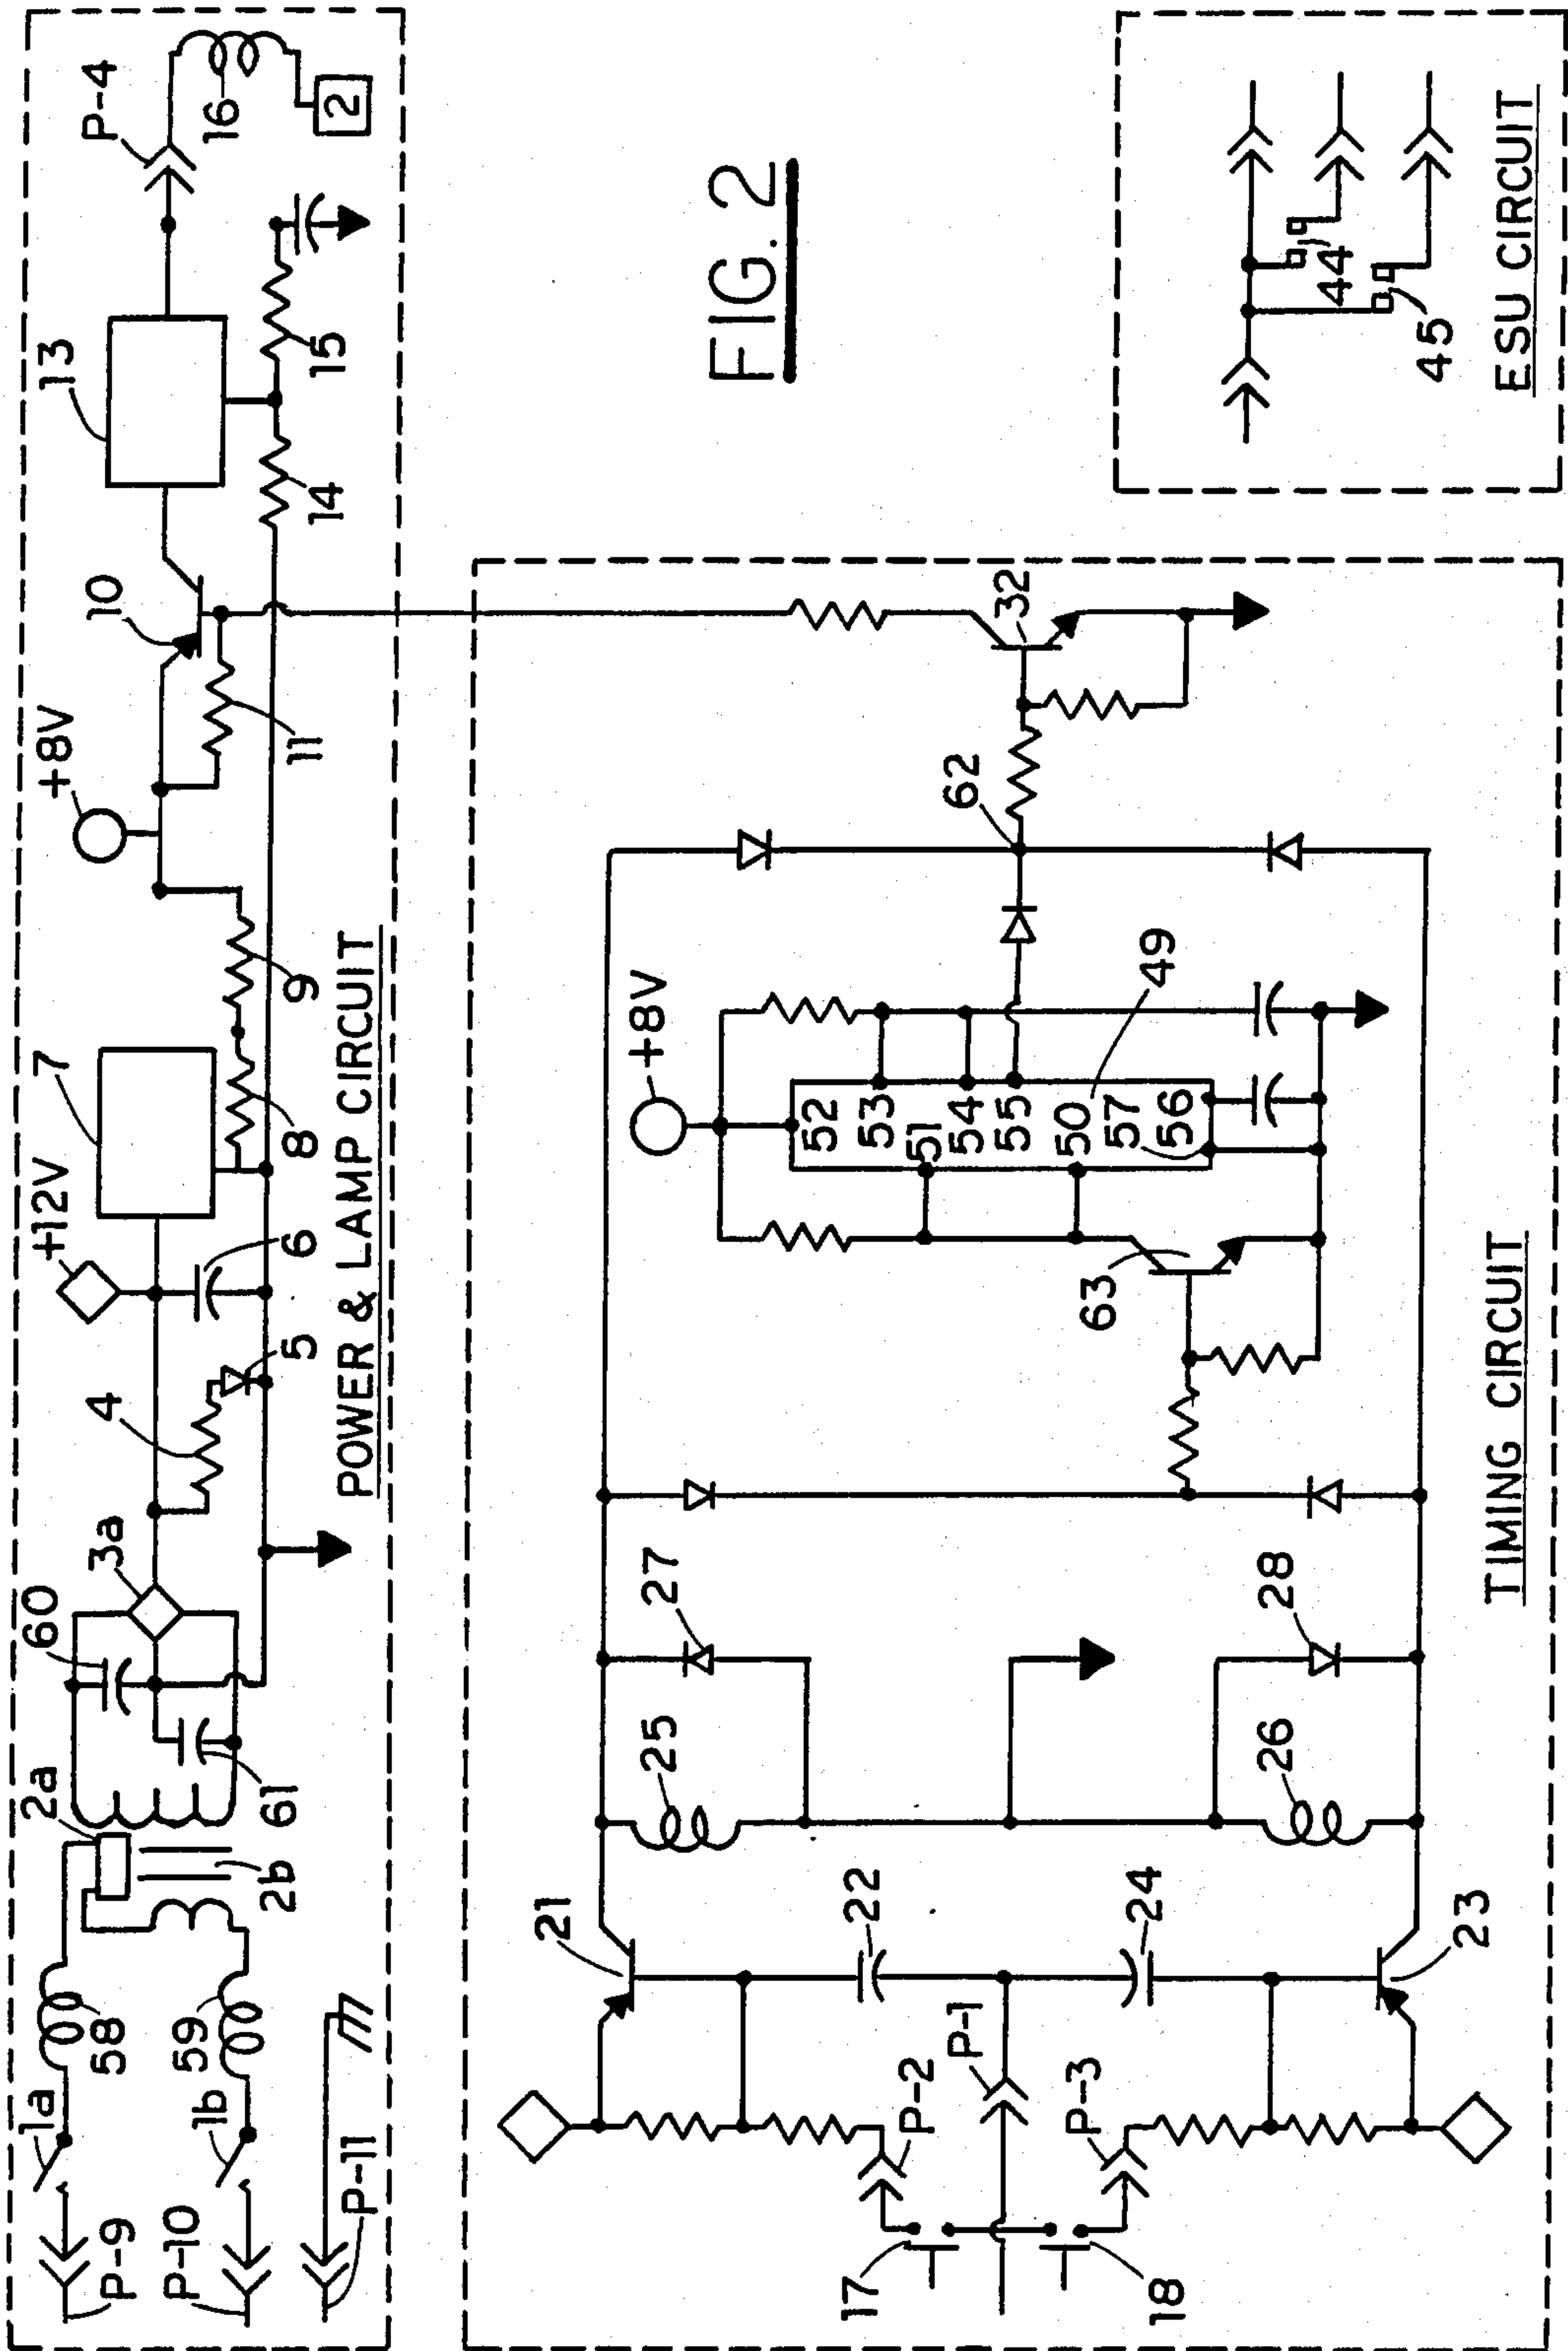 P-9
1a
58
2a
60
3a
4
+12V
7
+8V
10
13
P-4
P-10
1b
59
2b
61
5
6
8
9
11
14
15
16
2
P-11
POWER & LAMP CIRCUIT
FIG. 2
21
25
27
+8V
62
32
17
P-2
22
P-1
63
52
53
51
54
55
50
57
56
49
18
P-3
24
26
28
23
TIMING CIRCUIT
44
45
ESU CIRCUIT